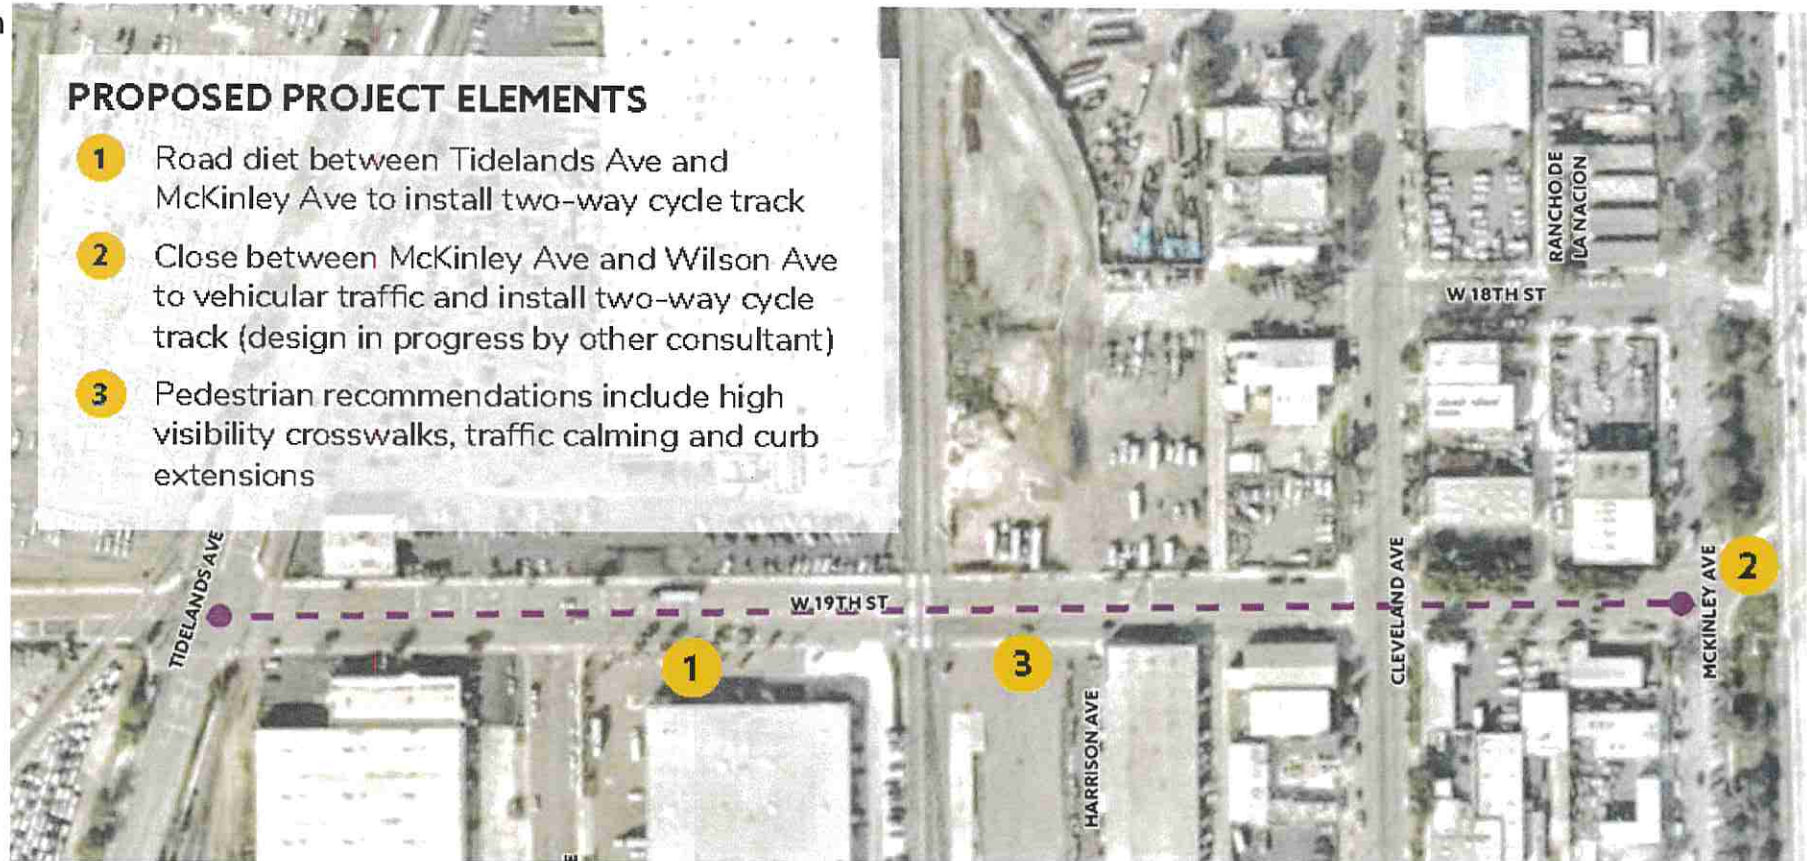 PROPOSED PROJECT ELEMENTS
1 Road diet between Tidelands Ave and
McKinley Ave to install two-way cycle track
2 Close between McKinley Ave and Wilson Ave
to vehicular traffic and install two-way cycle
track (design in progress by other consultant)
3 Pedestrian recommendations include high
visibility crosswalks, traffic calming and curb
extensions
RANCHO DE
LA NACION
W 18TH ST
TIDELANDS AVE
W 19TH ST
CLEVELAND AVE
MCKINLEY AVE
2
1
3
HARRISON AVE